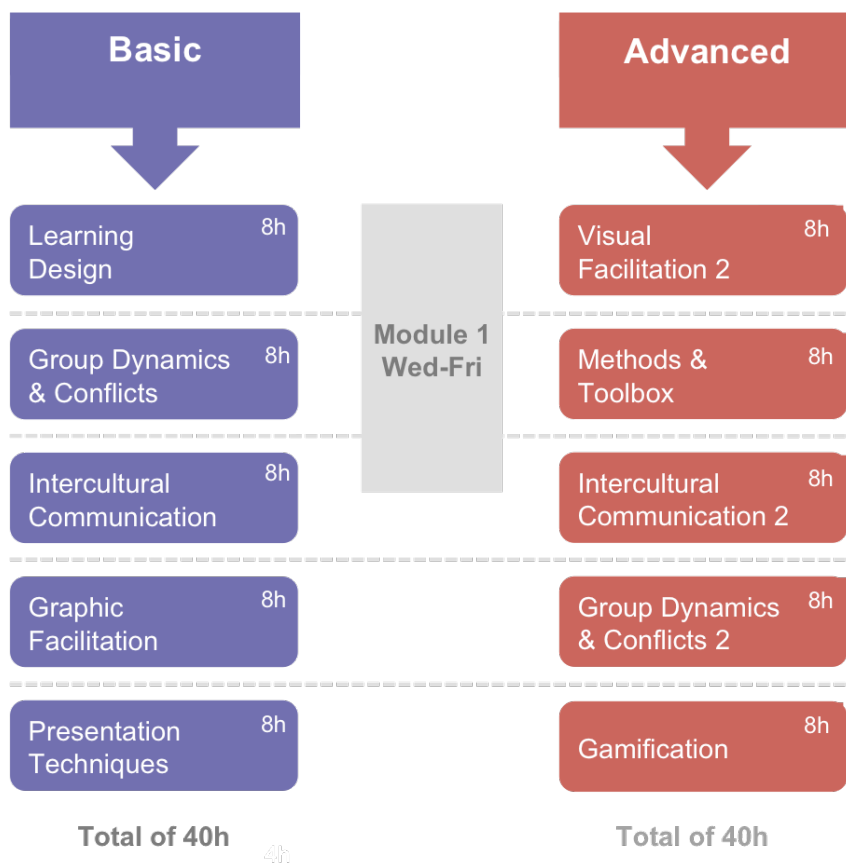 Basic
Learning
Design
8h
Group Dynamics
& Conflicts
8h
Intercultural
Communication
8h
Graphic
Facilitation
8h
Presentation
Techniques
8h
Total of 40h
4h
Module 1
Wed-Fri
Advanced
Visual
Facilitation 2
8h
Methods &
Toolbox
8h
Intercultural
Communication 2
8h
Group Dynamics
& Conflicts 2
8h
Gamification
8h
Total of 40h